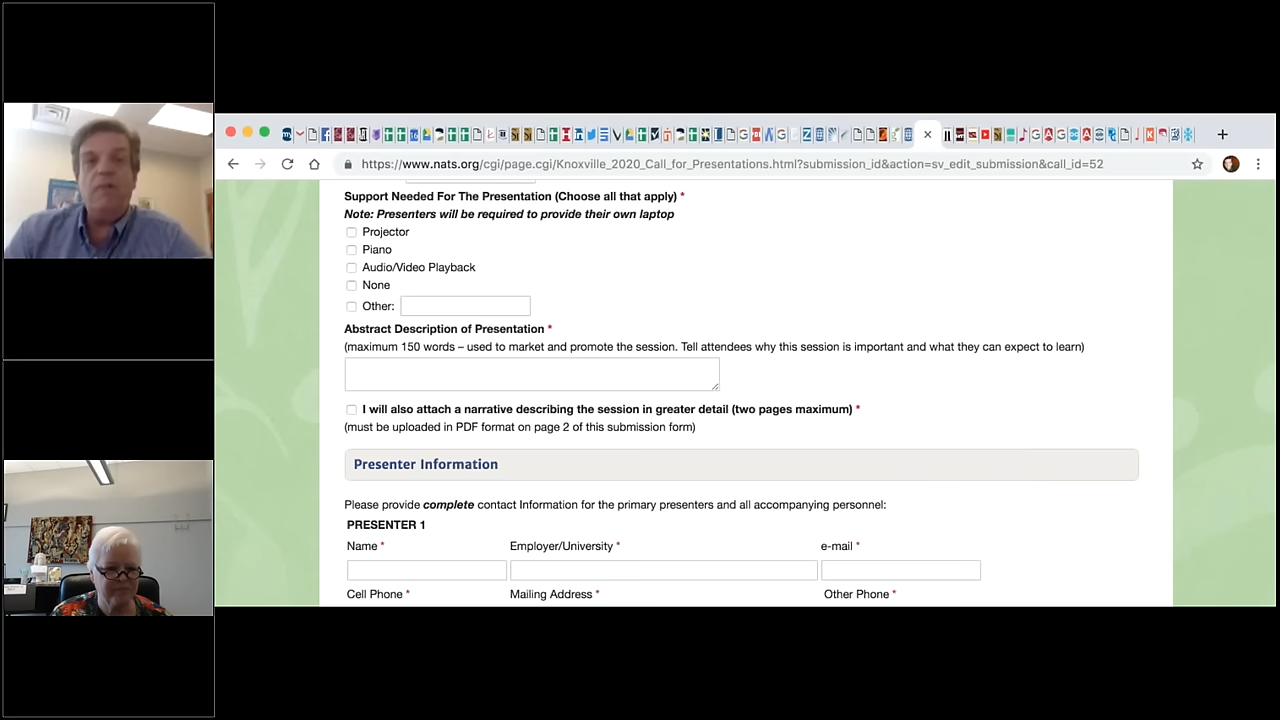 https://www.nats.org/cgi/page.cgi/Knoxville_2020_Call_for_Presentations.html?submission_id&action=sv_edit_submission&call_id=52
Support Needed For The Presentation (Choose all that apply) *
Note: Presenters will be required to provide their own laptop
Projector
Piano
Audio/Video Playback
None
Other:
Abstract Description of Presentation *
(maximum 150 words – used to market and promote the session. Tell attendees why this session is important and what they can expect to learn)
I will also attach a narrative describing the session in greater detail (two pages maximum) *
(must be uploaded in PDF format on page 2 of this submission form)
Presenter Information
Please provide complete contact Information for the primary presenters and all accompanying personnel:
PRESENTER 1
Name * Employer/University * e-mail *
Cell Phone * Mailing Address * Other Phone *